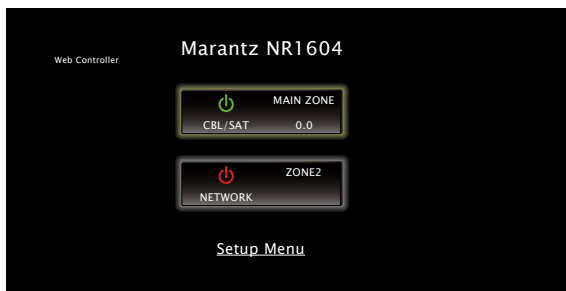 Marantz NR1604
Web Controller
MAIN ZONE
CBL/SAT 0.0
ZONE2
NETWORK
Setup Menu